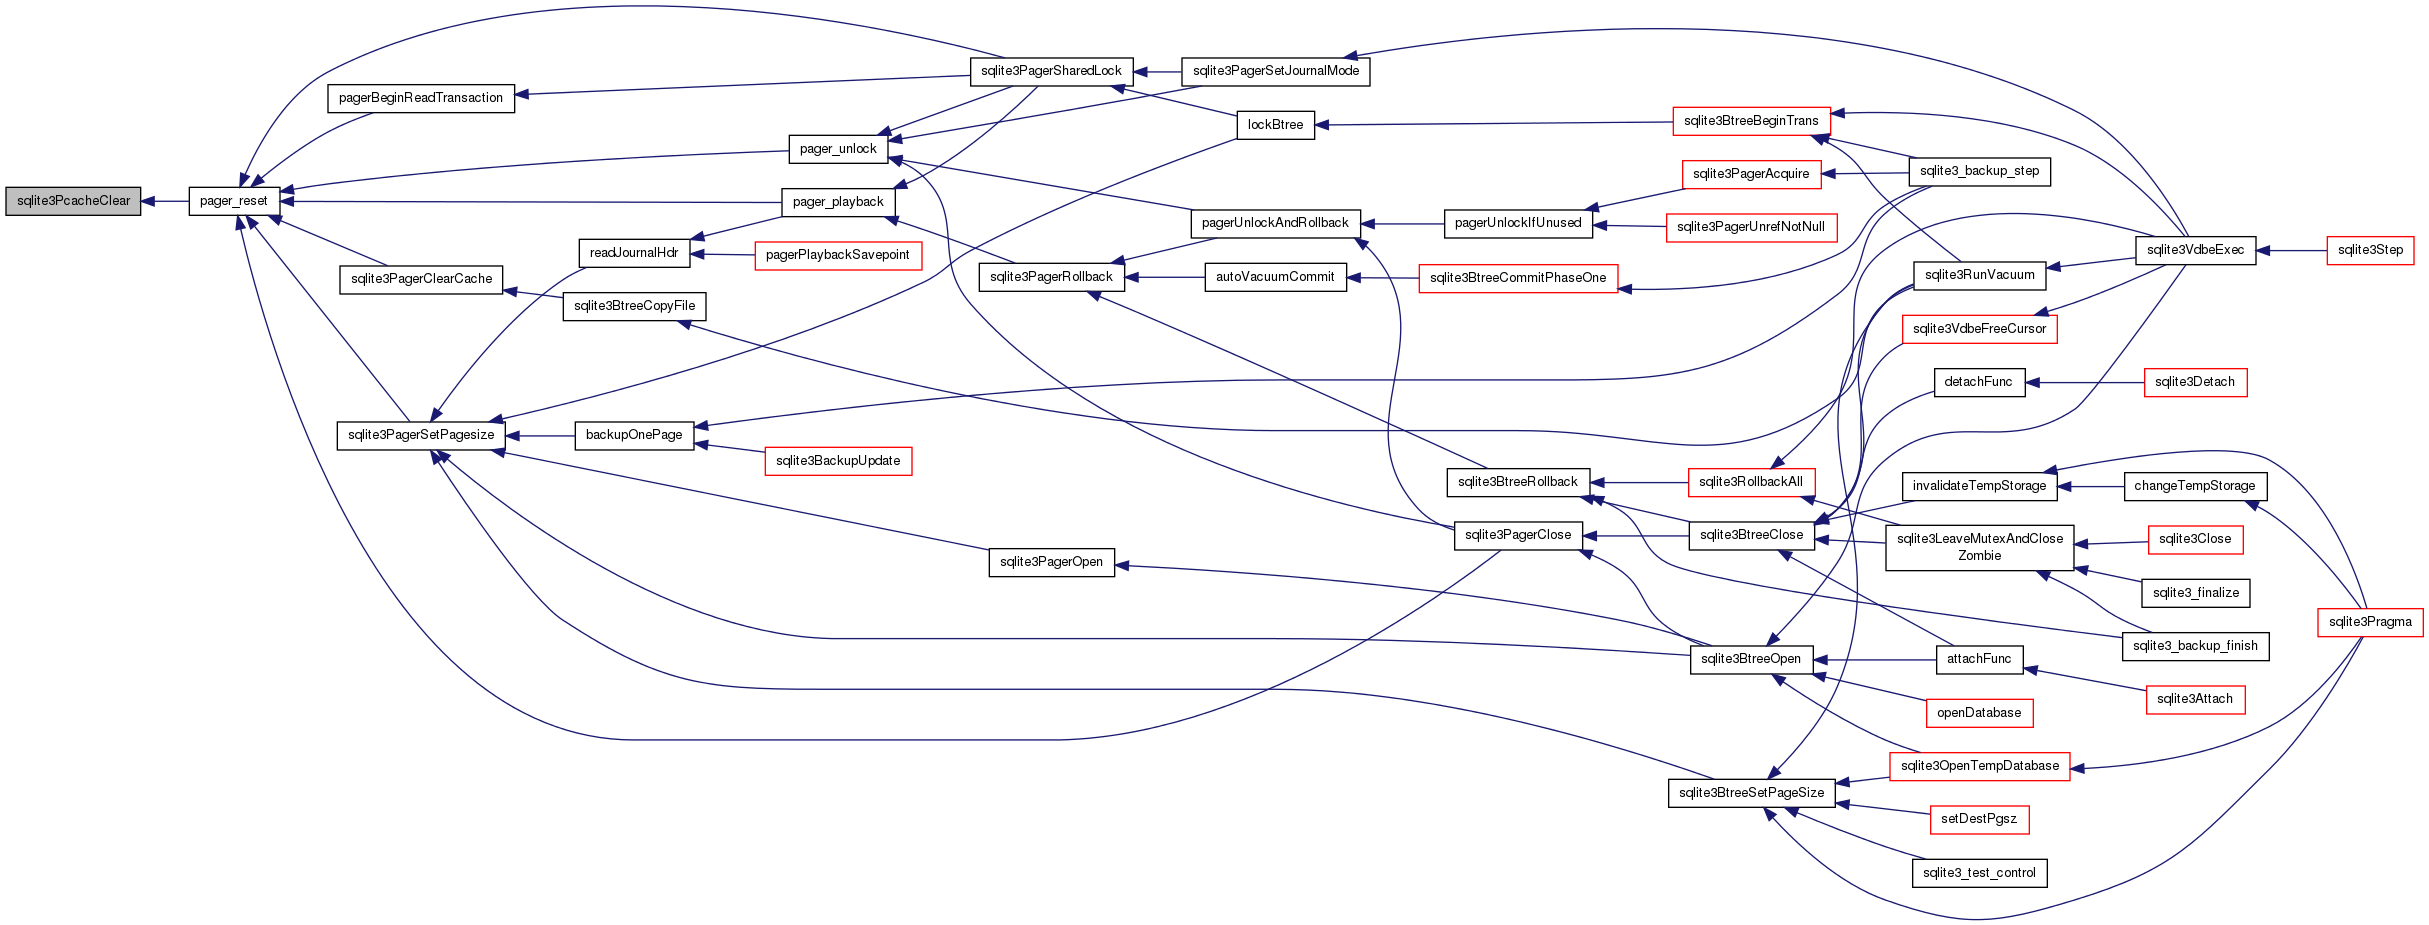 sqlite3PcacheClear
pager_reset
pagerBeginReadTransaction
sqlite3PagerClearCache
sqlite3PagerSetPagesize
readJournalHdr
sqlite3BtreeCopyFile
backupOnePage
pager_unlock
pager_playback
pagerPlaybackSavepoint
sqlite3BackupUpdate
sqlite3PagerSharedLock
sqlite3PagerRollback
sqlite3PagerOpen
sqlite3PagerSetJournalMode
lockBtree
pagerUnlockAndRollback
autoVacuumCommit
pagerUnlockIfUnused
sqlite3BtreeCommitPhaseOne
sqlite3BtreeRollback
sqlite3PagerClose
sqlite3BtreeBeginTrans
sqlite3PagerAcquire
sqlite3PagerUnrefNotNull
sqlite3RollbackAll
sqlite3BtreeClose
sqlite3BtreeOpen
sqlite3BtreeSetPageSize
sqlite3_backup_step
sqlite3RunVacuum
sqlite3VdbeFreeCursor
detachFunc
invalidateTempStorage
sqlite3LeaveMutexAndClose
Zombie
attachFunc
openDatabase
sqlite3OpenTempDatabase
setDestPgsz
sqlite3_test_control
sqlite3VdbeExec
sqlite3Detach
changeTempStorage
sqlite3Close
sqlite3_finalize
sqlite3_backup_finish
sqlite3Attach
sqlite3Step
sqlite3Pragma